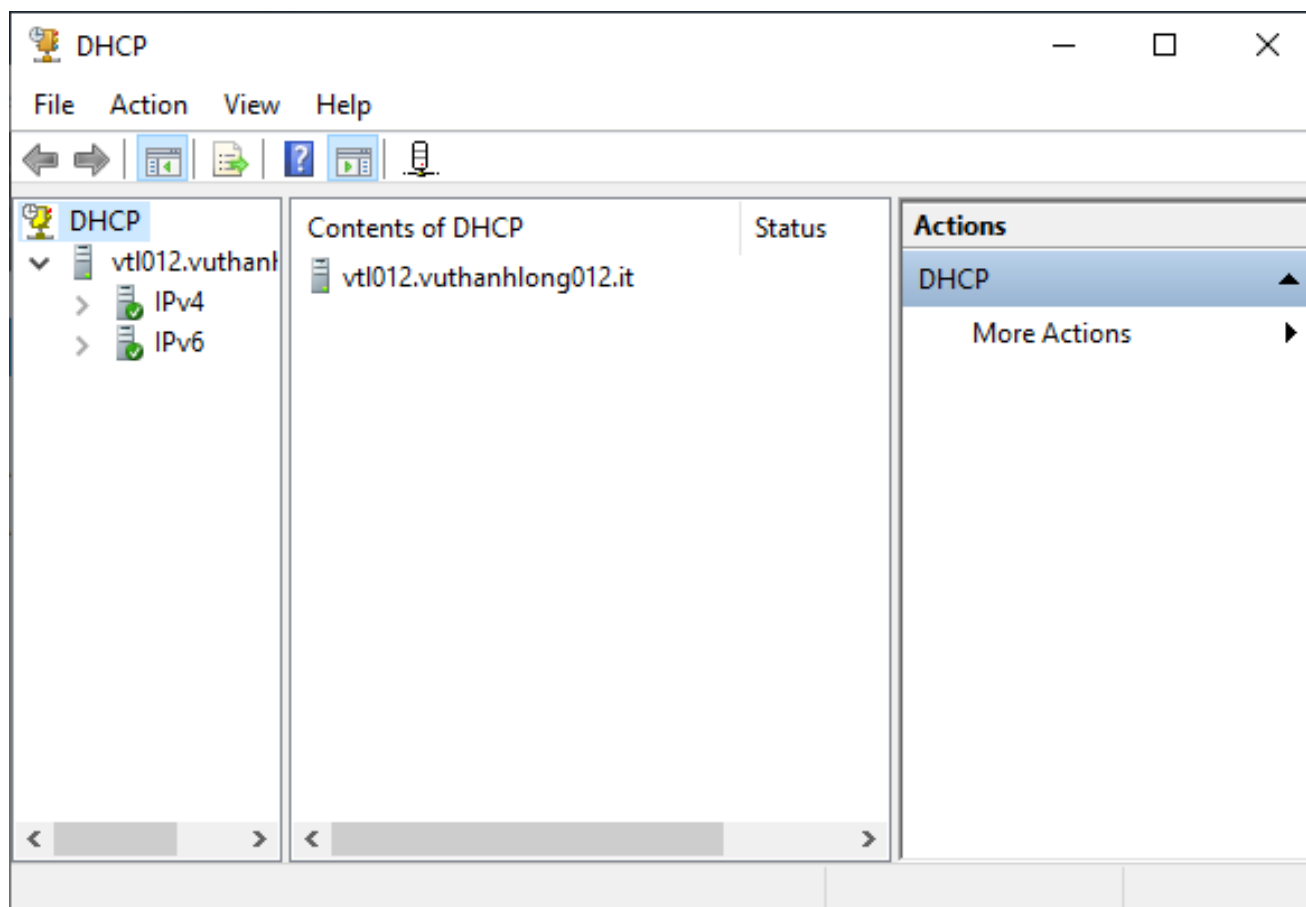 DHCP
File Action View Help
DHCP
vtl012.vuthanl
IPv4
IPv6
Contents of DHCP Status
vtl012.vuthanhlong012.it
Actions
DHCP
More Actions